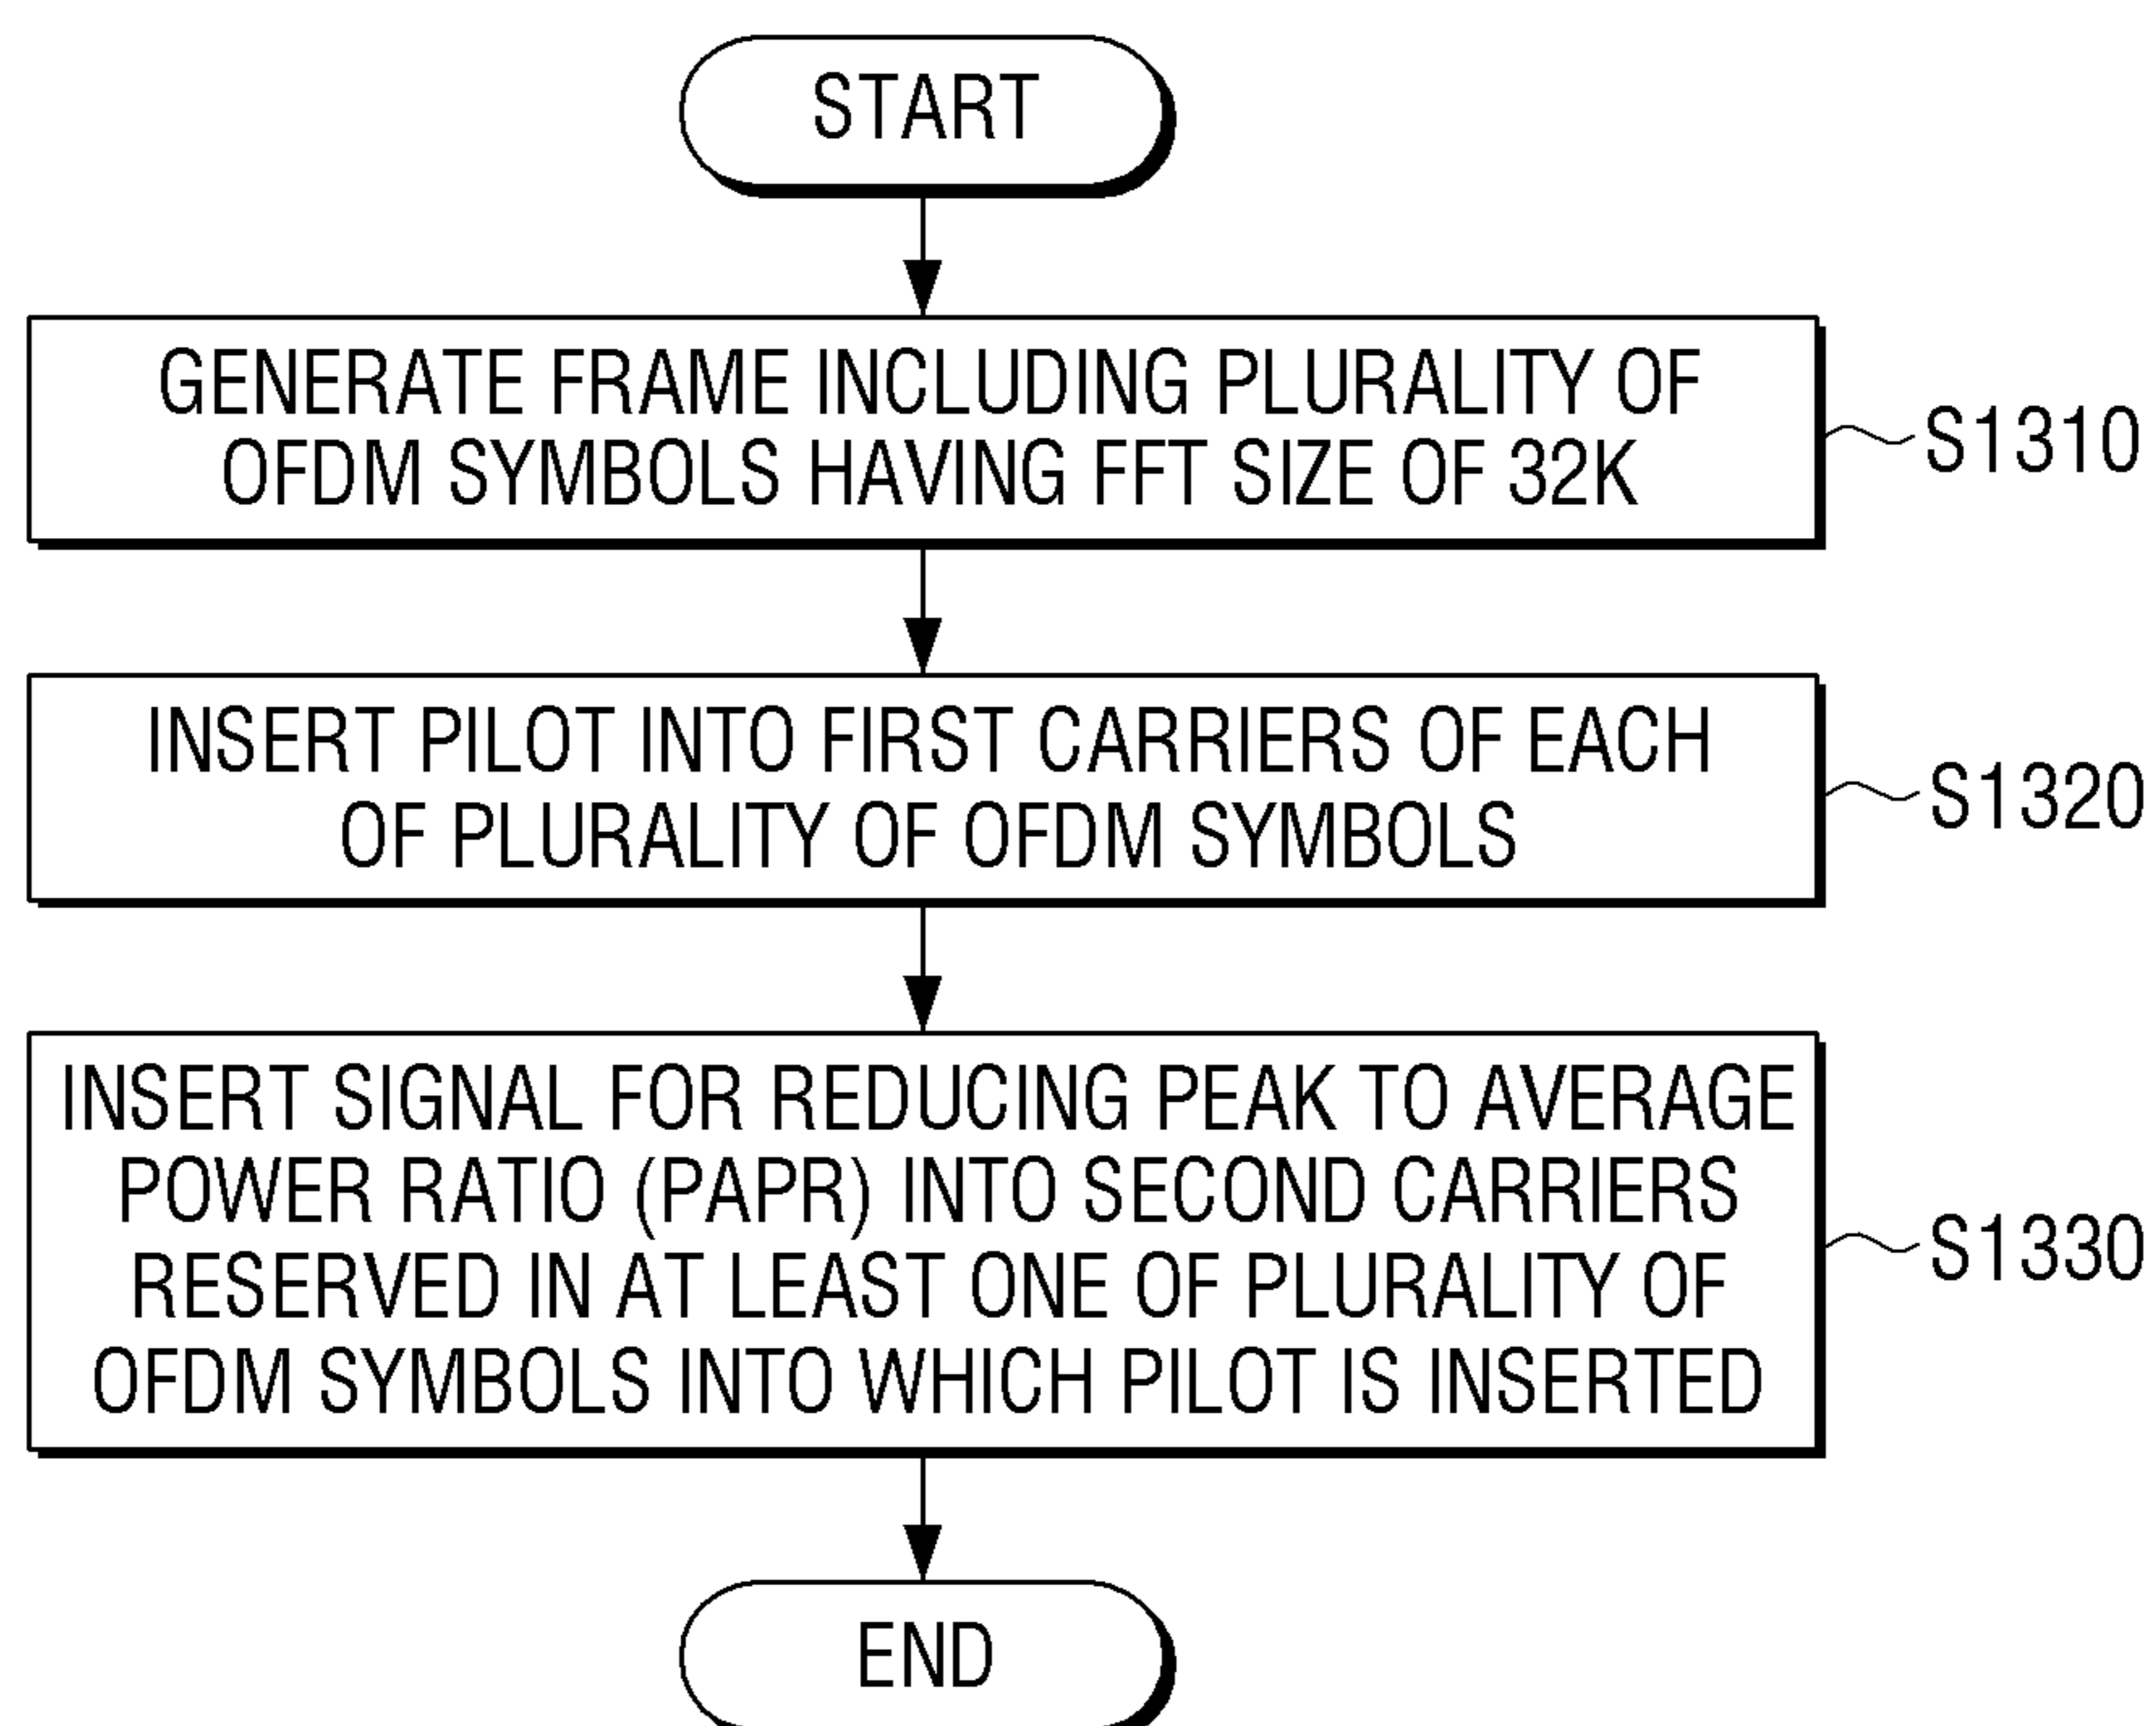 START
GENERATE FRAME INCLUDING PLURALITY OF
OFDM SYMBOLS HAVING FFT SIZE OF 32K
S1310
INSERT PILOT INTO FIRST CARRIERS OF EACH
OF PLURALITY OF OFDM SYMBOLS
S1320
INSERT SIGNAL FOR REDUCING PEAK TO AVERAGE
POWER RATIO (PAPR) INTO SECOND CARRIERS
RESERVED IN AT LEAST ONE OF PLURALITY OF
OFDM SYMBOLS INTO WHICH PILOT IS INSERTED
S1330
END